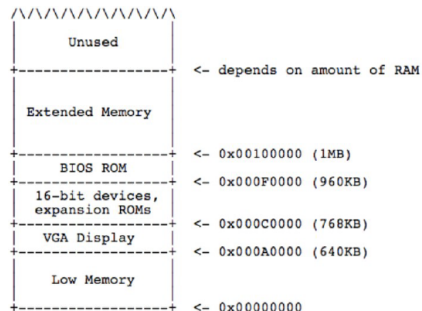 /\/\/\/\/\/\/\/\/\/\
Unused
+------------------+ <- depends on amount of RAM
Extended Memory
+------------------+ <- 0x00100000 (1MB)
BIOS ROM
+------------------+ <- 0x000F0000 (960KB)
16-bit devices,
expansion ROMs
+------------------+ <- 0x000C0000 (768KB)
VGA Display
+------------------+ <- 0x000A0000 (640KB)
Low Memory
+------------------+ <- 0x00000000